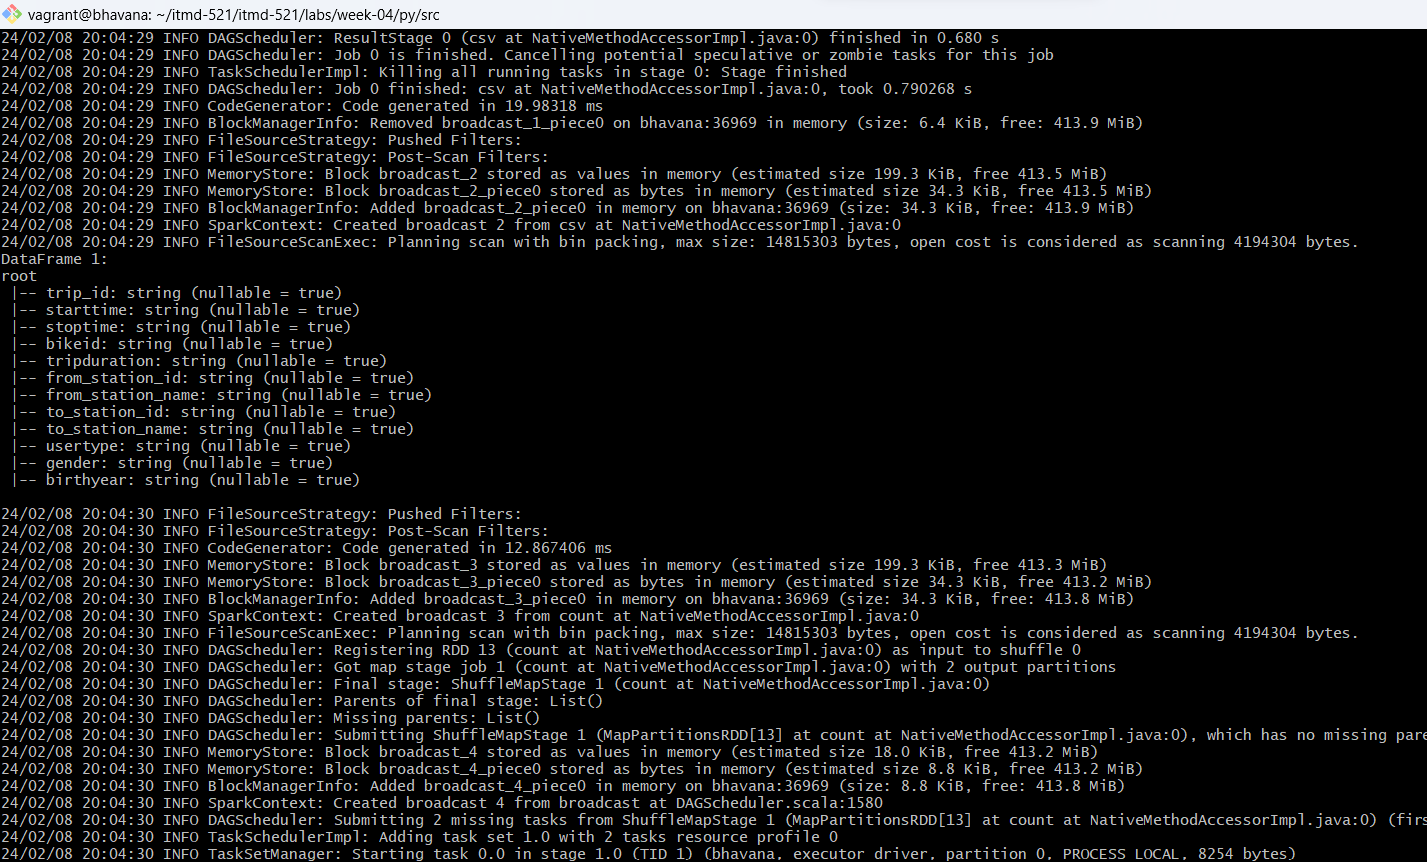 vagrant@bhavana: ~/itmd-521/itmd-521/labs/week-04/py/src
24/02/08 20:04:29 INFO DAGScheduler: ResultStage 0 (csv at NativeMethodAccessorImpl.java:0) finished in 0.680 s
24/02/08 20:04:29 INFO DAGScheduler: Job 0 is finished. Cancelling potential speculative or zombie tasks for this job
24/02/08 20:04:29 INFO TaskSchedulerImpl: Killing all running tasks in stage 0: Stage finished
24/02/08 20:04:29 INFO DAGScheduler: Job 0 finished: csv at NativeMethodAccessorImpl.java:0, took 0.790268 s
24/02/08 20:04:29 INFO CodeGenerator: Code generated in 19.98318 ms
24/02/08 20:04:29 INFO BlockManagerInfo: Removed broadcast_1_piece0 on bhavana:36969 in memory (size: 6.4 KiB, free: 413.9 MiB)
24/02/08 20:04:29 INFO FileSourceStrategy: Pushed Filters:
24/02/08 20:04:29 INFO FileSourceStrategy: Post-Scan Filters:
24/02/08 20:04:29 INFO MemoryStore: Block broadcast_2 stored as values in memory (estimated size 199.3 KiB, free 413.5 MiB)
24/02/08 20:04:29 INFO MemoryStore: Block broadcast_2_piece0 stored as bytes in memory (estimated size 34.3 KiB, free 413.5 MiB)
24/02/08 20:04:29 INFO BlockManagerInfo: Added broadcast_2_piece0 in memory on bhavana:36969 (size: 34.3 KiB, free: 413.9 MiB)
24/02/08 20:04:29 INFO SparkContext: Created broadcast 2 from csv at NativeMethodAccessorImpl.java:0
24/02/08 20:04:29 INFO FileSourceScanExec: Planning scan with bin packing, max size: 14815303 bytes, open cost is considered as scanning 4194304 bytes.
DataFrame 1:
root
 |-- trip_id: string (nullable = true)
 |-- starttime: string (nullable = true)
 |-- stoptime: string (nullable = true)
 |-- bikeid: string (nullable = true)
 |-- tripduration: string (nullable = true)
 |-- from_station_id: string (nullable = true)
 |-- from_station_name: string (nullable = true)
 |-- to_station_id: string (nullable = true)
 |-- to_station_name: string (nullable = true)
 |-- usertype: string (nullable = true)
 |-- gender: string (nullable = true)
 |-- birthyear: string (nullable = true)
24/02/08 20:04:30 INFO FileSourceStrategy: Pushed Filters:
24/02/08 20:04:30 INFO FileSourceStrategy: Post-Scan Filters:
24/02/08 20:04:30 INFO CodeGenerator: Code generated in 12.867406 ms
24/02/08 20:04:30 INFO MemoryStore: Block broadcast_3 stored as values in memory (estimated size 199.3 KiB, free 413.3 MiB)
24/02/08 20:04:30 INFO MemoryStore: Block broadcast_3_piece0 stored as bytes in memory (estimated size 34.3 KiB, free 413.2 MiB)
24/02/08 20:04:30 INFO BlockManagerInfo: Added broadcast_3_piece0 in memory on bhavana:36969 (size: 34.3 KiB, free: 413.8 MiB)
24/02/08 20:04:30 INFO SparkContext: Created broadcast 3 from count at NativeMethodAccessorImpl.java:0
24/02/08 20:04:30 INFO FileSourceScanExec: Planning scan with bin packing, max size: 14815303 bytes, open cost is considered as scanning 4194304 bytes.
24/02/08 20:04:30 INFO DAGScheduler: Registering RDD 13 (count at NativeMethodAccessorImpl.java:0) as input to shuffle 0
24/02/08 20:04:30 INFO DAGScheduler: Got map stage job 1 (count at NativeMethodAccessorImpl.java:0) with 2 output partitions
24/02/08 20:04:30 INFO DAGScheduler: Final stage: ShuffleMapStage 1 (count at NativeMethodAccessorImpl.java:0)
24/02/08 20:04:30 INFO DAGScheduler: Parents of final stage: List()
24/02/08 20:04:30 INFO DAGScheduler: Missing parents: List()
24/02/08 20:04:30 INFO DAGScheduler: Submitting ShuffleMapStage 1 (MapPartitionsRDD[13] at count at NativeMethodAccessorImpl.java:0), which has no missing pare
24/02/08 20:04:30 INFO MemoryStore: Block broadcast_4 stored as values in memory (estimated size 18.0 KiB, free 413.2 MiB)
24/02/08 20:04:30 INFO MemoryStore: Block broadcast_4_piece0 stored as bytes in memory (estimated size 8.8 KiB, free 413.2 MiB)
24/02/08 20:04:30 INFO BlockManagerInfo: Added broadcast_4_piece0 in memory on bhavana:36969 (size: 8.8 KiB, free: 413.8 MiB)
24/02/08 20:04:30 INFO SparkContext: Created broadcast 4 from broadcast at DAGScheduler.scala:1580
24/02/08 20:04:30 INFO DAGScheduler: Submitting 2 missing tasks from ShuffleMapStage 1 (MapPartitionsRDD[13] at count at NativeMethodAccessorImpl.java:0) (firs
24/02/08 20:04:30 INFO TaskSchedulerImpl: Adding task set 1.0 with 2 tasks resource profile 0
24/02/08 20:04:30 INFO TaskSetManager: Starting task 0.0 in stage 1.0 (TID 1) (bhavana, executor driver, partition 0, PROCESS_LOCAL, 8254 bytes)